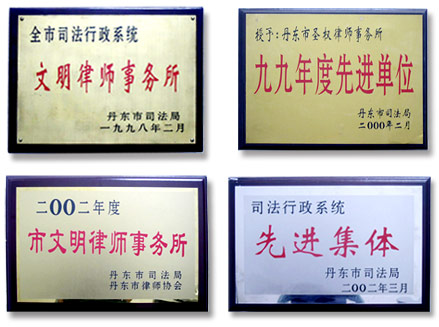 全市司法行政系统
文明律师事务所
丹东市司法局
一九九八年二月
授予:丹东市圣权律师事务所
九九年度先进单位
丹东市司法局
二000年二月
二00二年度
市文明律师事务所
丹东市司法局
丹东市律师协会
司法行政系统
先进集体
丹东市司法局
二00二年三月